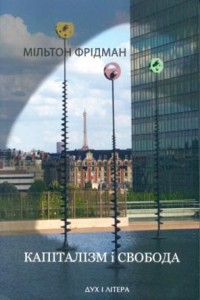 МІЛЬТОН ФРІДМАН
КАПІТАЛІЗМ і СВОБОДА
ДУХ І ЛІТЕРА